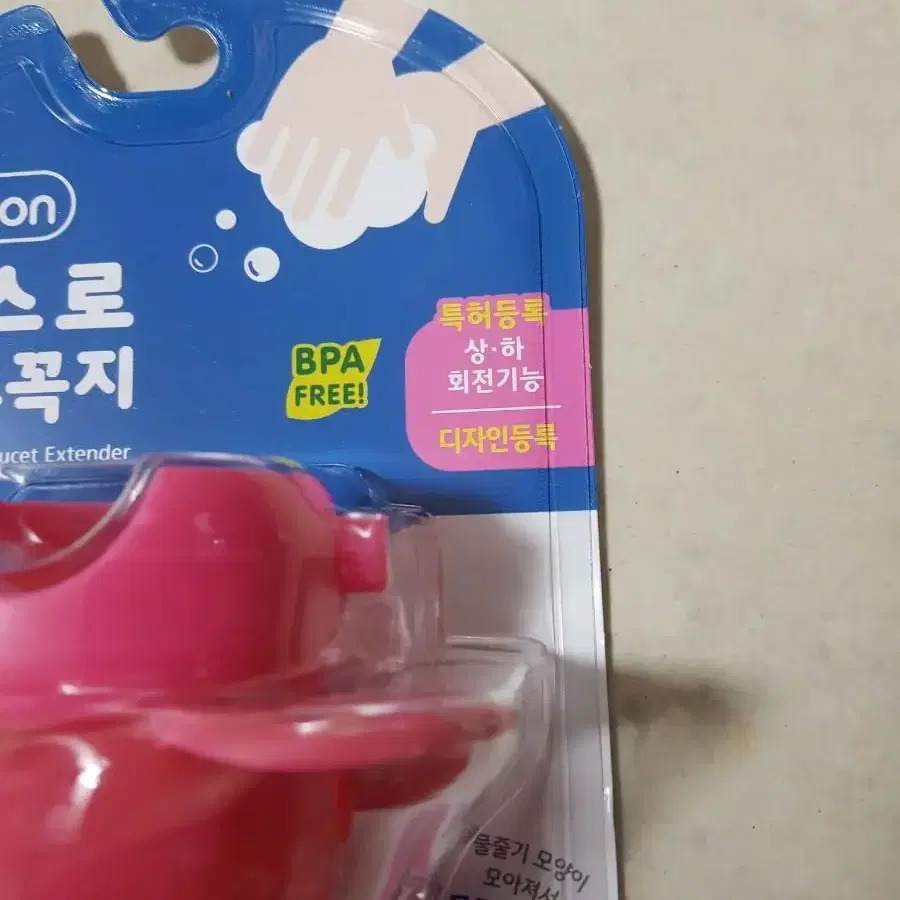 on
스로
꼭지
ucet Extender
BPA
FREE!
특허등록
상·하
회전기능
디자인등록
물줄기 모양이
모아져서